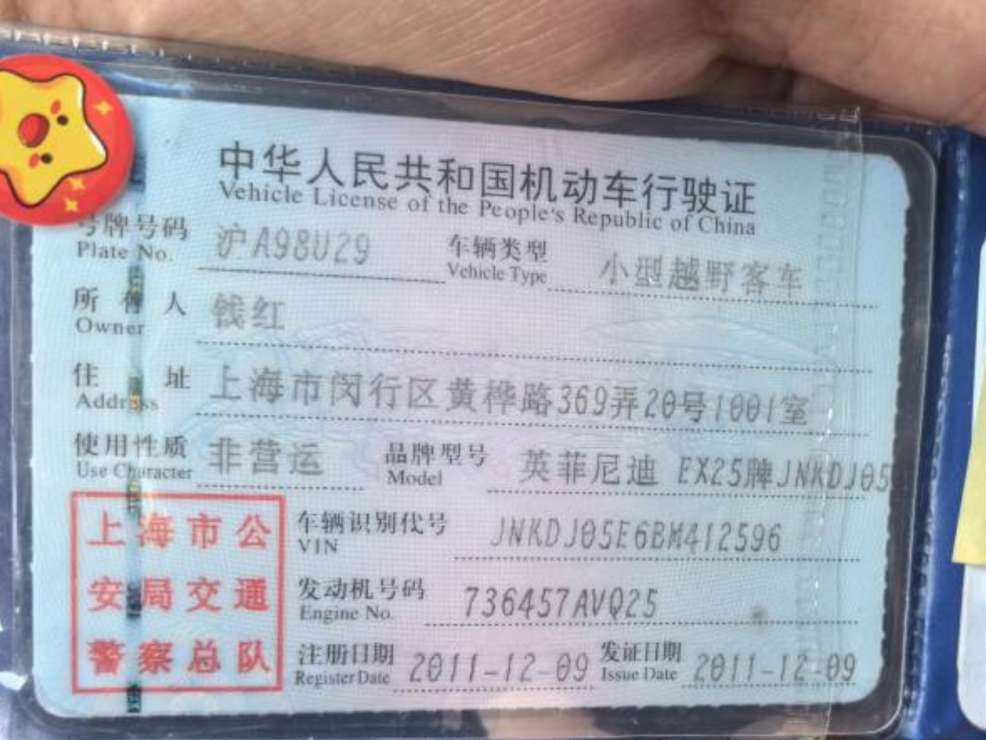 中华人民共和国机动车行驶证
Vehicle License of the People's Republic of China
号牌号码 沪A98U29 车辆类型 小型越野客车
Plate No. Vehicle Type
所有人 钱红
Owner
住址 上海市闵行区黄桦路369弄20号1001室
Address
使用性质 非营运 品牌型号 英菲尼迪 EX25牌JNKDJ05
Use Character Model
上海市公安局交通警察总队
车辆识别代号 JNKDJ05E6BM412596
VIN
发动机号码 736457AVQ25
Engine No.
注册日期 2011-12-09 发证日期 2011-12-09
Register Date Issue Date